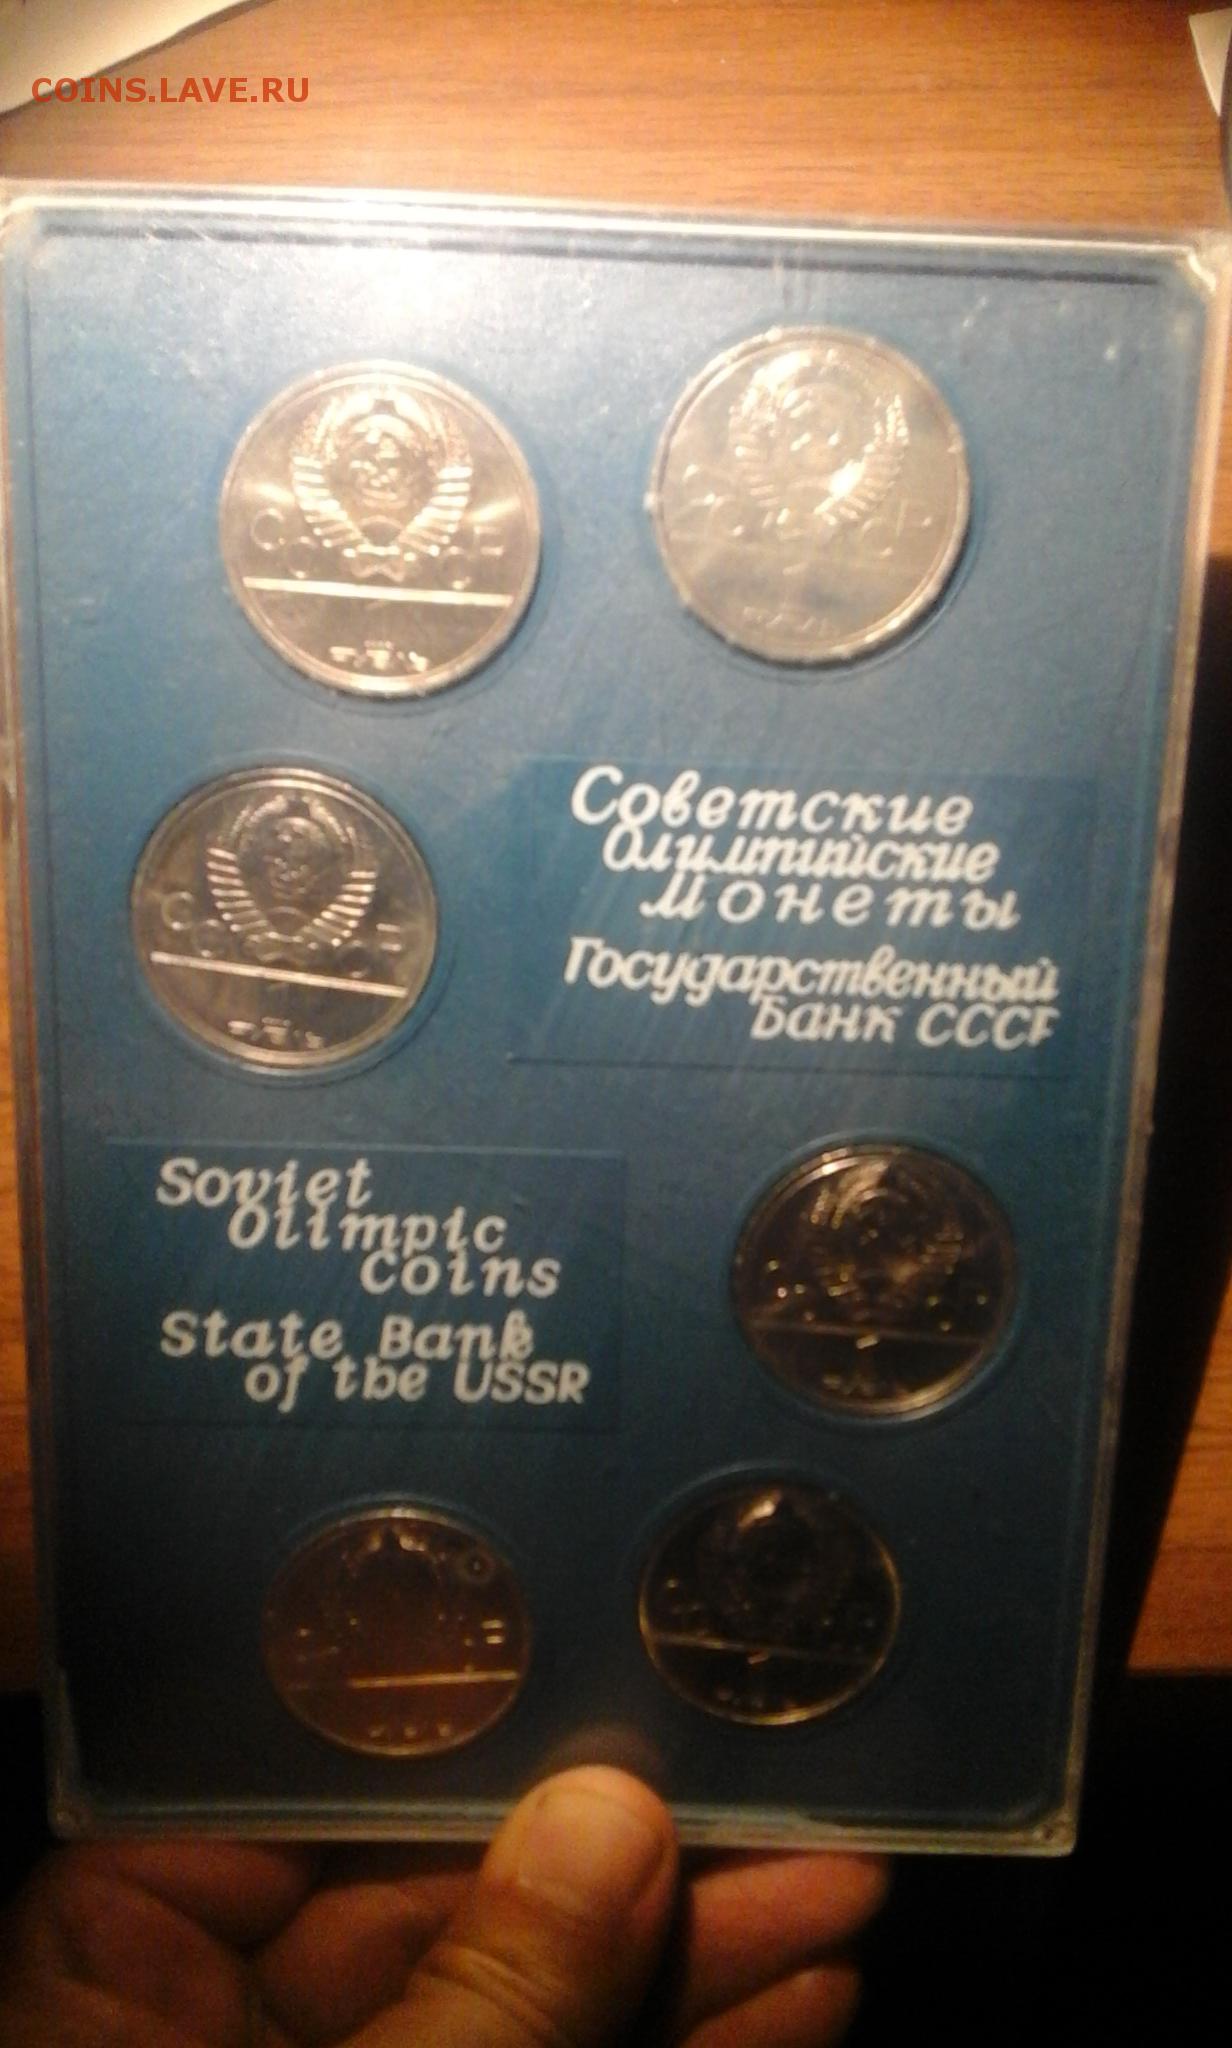 COINS.LAVE.RU
Советские
Олимпийские
Монеты
Государственный
Банк СССР
Soviet
Olimpic
Coins
State Bank
of the USSR